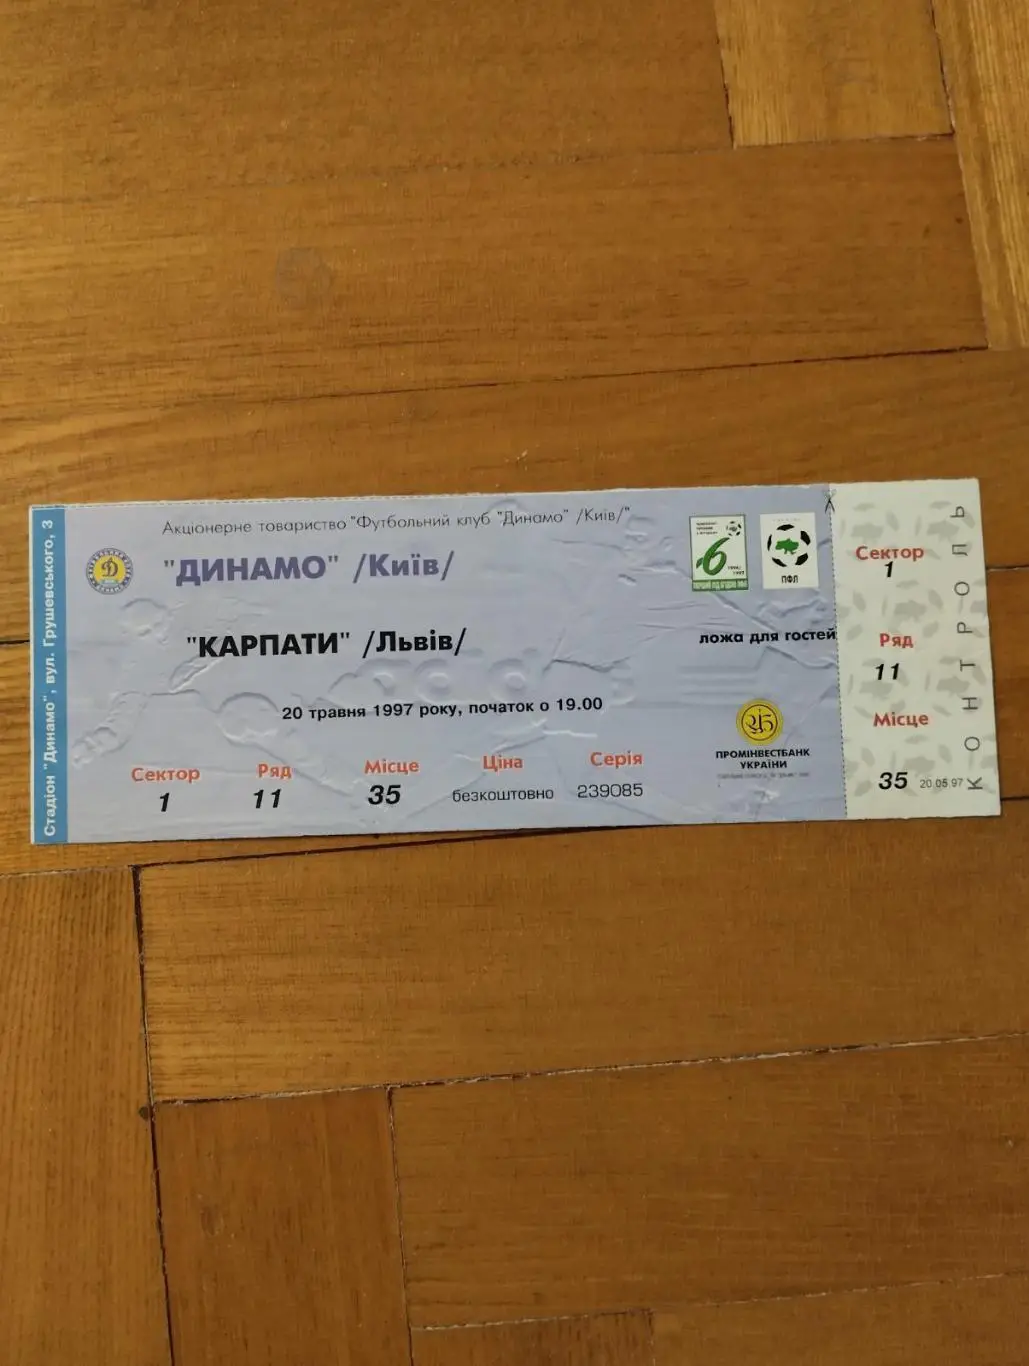 Стадіон "Динамо", вул. Грушевського, 3
Акціонерне товариство "Футбольний клуб "Динамо" /Київ/"
"ДИНАМО" /Київ/
"КАРПАТИ" /Львів/
20 травня 1997 року, початок о 19.00
Сектор Ряд Місце Ціна Серія
1 11 35 безкоштовно 239085
6
ПФЛ
ложа для гостей
ПРОМІНВЕСТБАНК
УКРАЇНИ
Сектор
1
Ряд
11
Місце
35 20.05.97
КОНТРОЛЬ